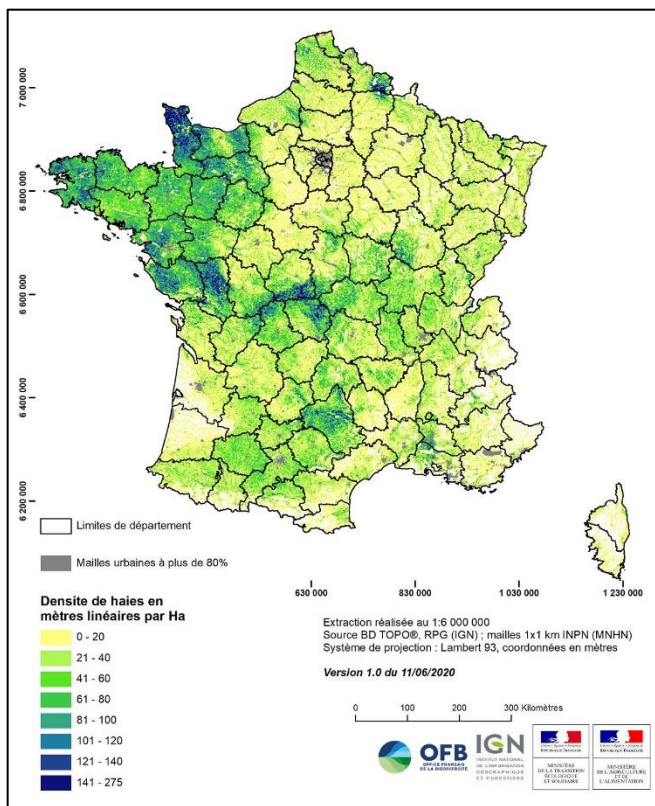 7 000 000
6 800 000
6 600 000
6 400 000
6 200 000
Limites de département
Mailles urbaines à plus de 80%
630 000
830 000
1 030 000
1 230 000
Densite de haies en
mètres linéaires par Ha
0 - 20
21 - 40
41 - 60
61 - 80
81 - 100
101 - 120
121 - 140
141 - 275
Extraction réalisée au 1:6 000 000
Source BD TOPO®, RPG (IGN) ; mailles 1x1 km INPN (MNHN)
Système de projection : Lambert 93, coordonnées en mètres
Version 1.0 du 11/06/2020
0 100 200 300 Kilomètres
OFB
OFFICE FRANÇAIS
DE LA BIODIVERSITÉ
IGN
INSTITUT NATIONAL
DE L'INFORMATION
GÉOGRAPHIQUE
ET FORESTIÈRE
RÉPUBLIQUE FRANÇAISE
MINISTÈRE
DE LA TRANSITION
ÉCOLOGIQUE
ET SOLIDAIRE
RÉPUBLIQUE FRANÇAISE
MINISTÈRE
DE L'AGRICULTURE
ET DE
L'ALIMENTATION